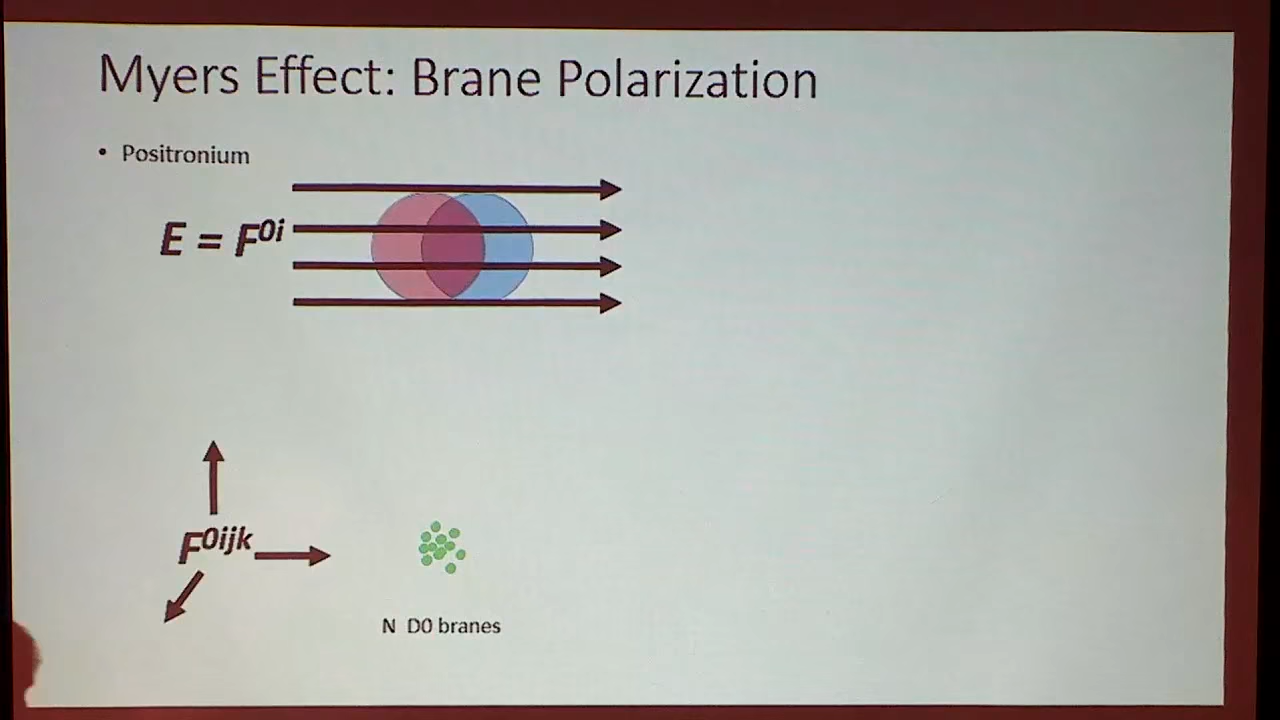 Myers Effect: Brane Polarization
• Positronium
E = F⁰ⁱ
F⁰ⁱʲᵏ
N D0 branes